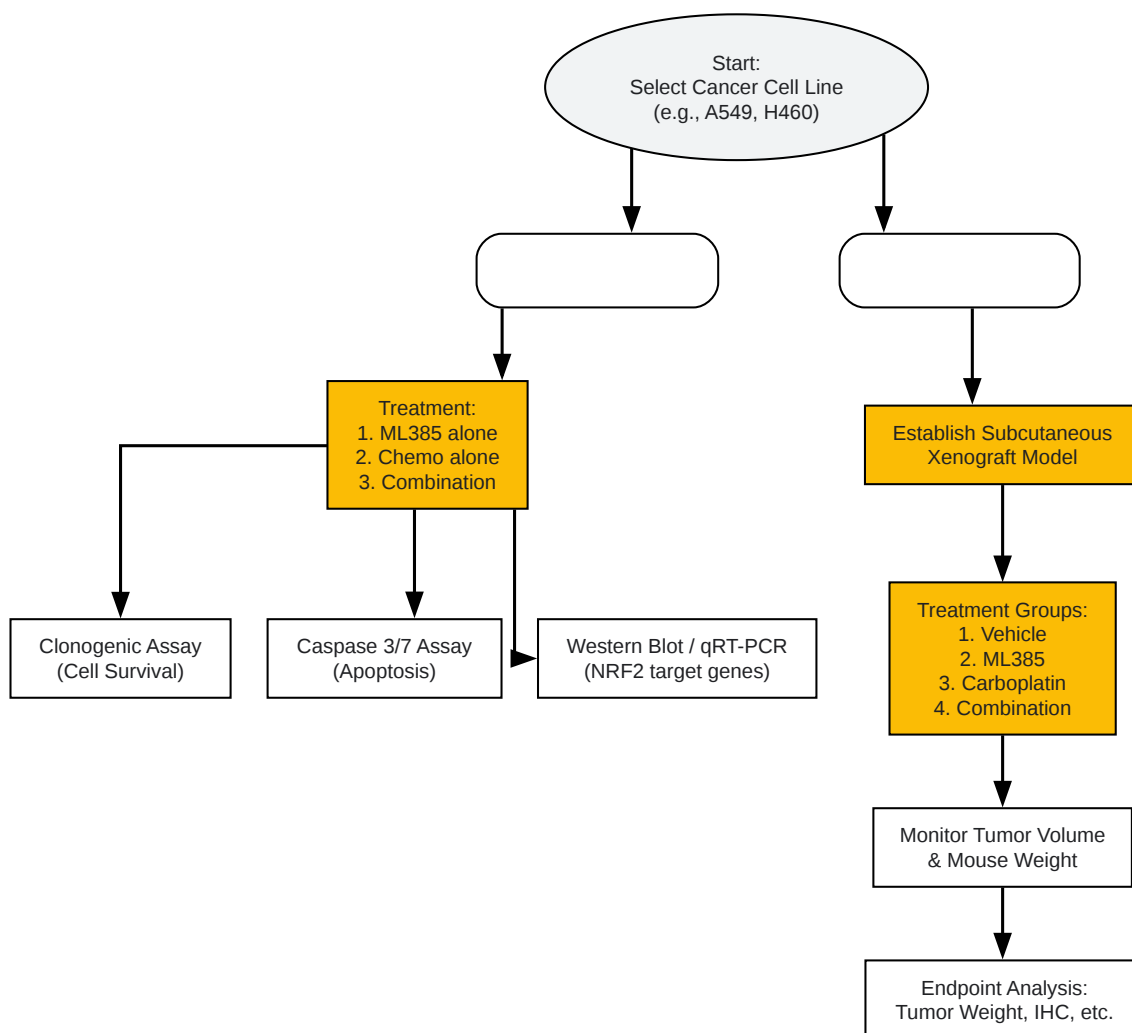 Start:
Select Cancer Cell Line
(e.g., A549, H460)
Treatment:
1. ML385 alone
2. Chemo alone
3. Combination
Establish Subcutaneous
Xenograft Model
Clonogenic Assay
(Cell Survival)
Caspase 3/7 Assay
(Apoptosis)
Western Blot / qRT-PCR
(NRF2 target genes)
Treatment Groups:
1. Vehicle
2. ML385
3. Carboplatin
4. Combination
Monitor Tumor Volume
& Mouse Weight
Endpoint Analysis:
Tumor Weight, IHC, etc.